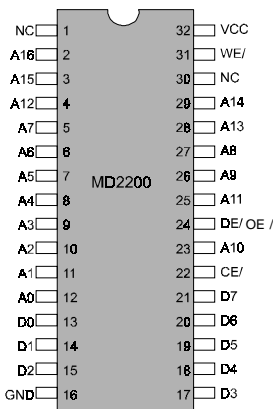 NC 1 32 VCC
A16 2 31 WE/
A15 3 30 NC
A12 4 29 A14
A7 5 28 A13
A6 6 27 A8
A5 7 26 A9
MD2200
A4 8 25 A11
A3 9 24 OE/ OE /
A2 10 23 A10
A1 11 22 CE/
A0 12 21 D7
D0 13 20 D6
D1 14 19 D5
D2 15 18 D4
GND 16 17 D3